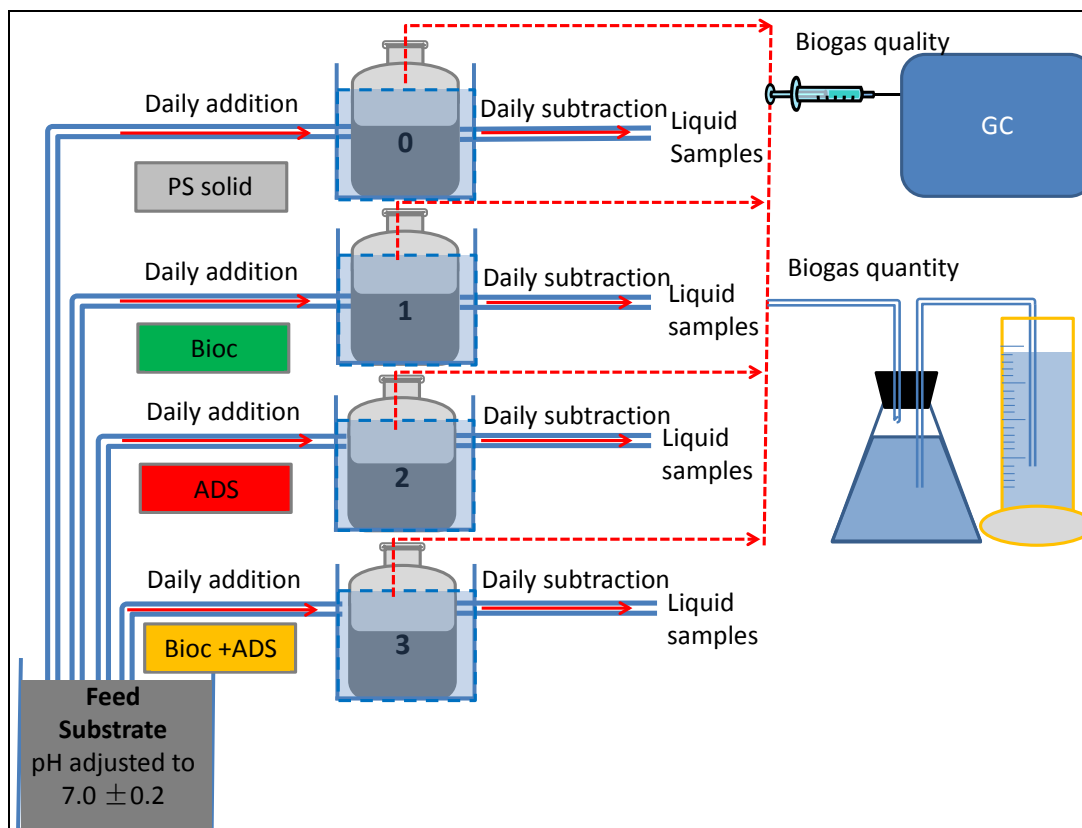 Biogas quality
GC
Daily addition
Daily subtraction
0
Liquid
Samples
PS solid
Daily addition
Daily subtraction
1
Liquid
samples
Bioc
Biogas quantity
Daily addition
Daily subtraction
2
Liquid
samples
ADS
Daily addition
Daily subtraction
3
Liquid
samples
Bioc +ADS
Feed
Substrate
pH adjusted to
7.0 ±0.2